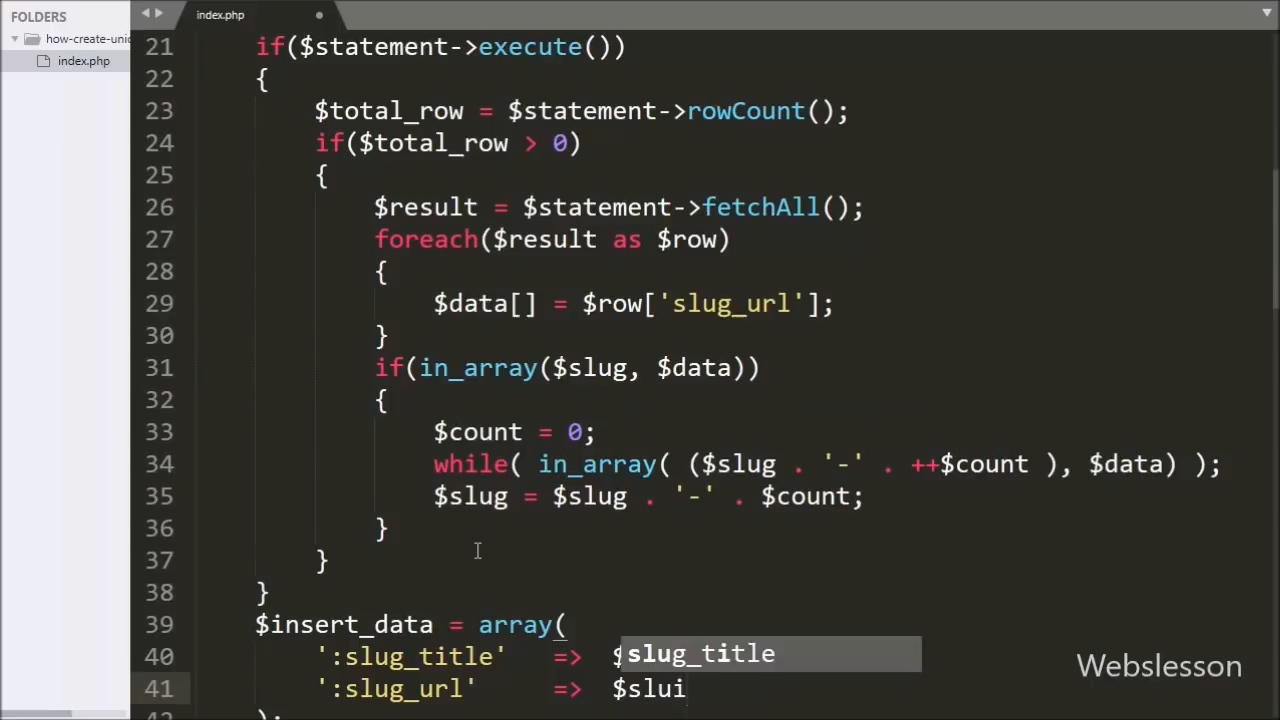 FOLDERS
how-create-unic
index.php
index.php
21 if($statement->execute())
22 {
23 $total_row = $statement->rowCount();
24 if($total_row > 0)
25 {
26 $result = $statement->fetchAll();
27 foreach($result as $row)
28 {
29 $data[] = $row['slug_url'];
30 }
31 if(in_array($slug, $data))
32 {
33 $count = 0;
34 while( in_array( ($slug . '-' . ++$count ), $data) );
35 $slug = $slug . '-' . $count;
36 }
37 }
38 }
39 $insert_data = array(
40 ':slug_title' => $
slug_title
41 ':slug_url' => $slui
42 );
Webslesson